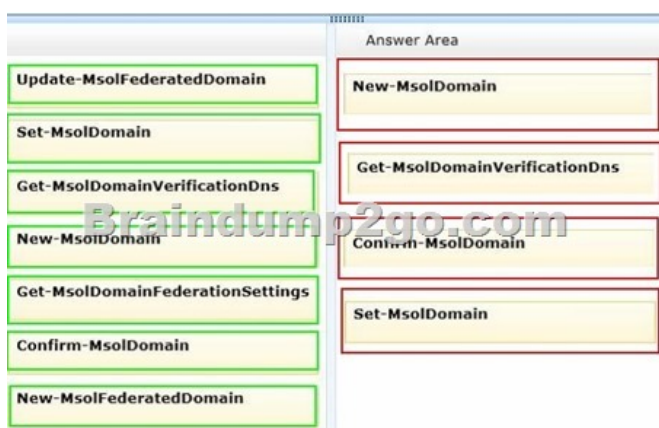 Answer Area
Update-MsolFederatedDomain
Set-MsolDomain
Get-MsolDomainVerificationDns
New-MsolDomain
Get-MsolDomainFederationSettings
Confirm-MsolDomain
New-MsolFederatedDomain
New-MsolDomain
Get-MsolDomainVerificationDns
Confirm-MsolDomain
Set-MsolDomain
Braindump2go.com